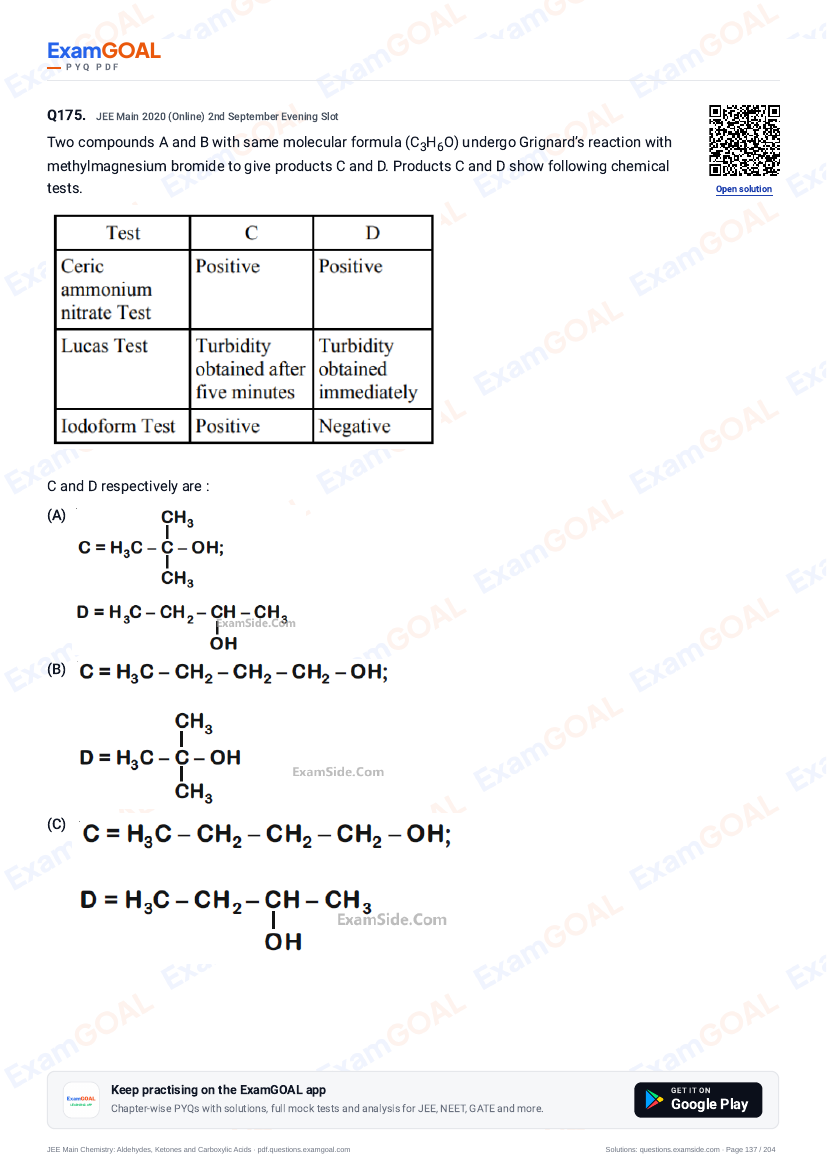 ExamGOAL
PYQ PDF
Q175. JEE Main 2020 (Online) 2nd September Evening Slot
Two compounds A and B with same molecular formula (C3H6O) undergo Grignard's reaction with
methylmagnesium bromide to give products C and D. Products C and D show following chemical
tests.
Open solution
Test C D
Ceric ammonium nitrate Test Positive Positive
Lucas Test Turbidity obtained after five minutes Turbidity obtained immediately
Iodoform Test Positive Negative
C and D respectively are :
(A)
CH3
C = H3C – C – OH;
CH3
D = H3C – CH2 – CH – CH3
ExamSide.Com
OH
(B) C = H3C – CH2 – CH2 – CH2 – OH;
CH3
D = H3C – C – OH
ExamSide.Com
CH3
(C) C = H3C – CH2 – CH2 – CH2 – OH;
D = H3C – CH2 – CH – CH3
ExamSide.Com
OH
Keep practising on the ExamGOAL app
Chapter-wise PYQs with solutions, full mock tests and analysis for JEE, NEET, GATE and more.
GET IT ON
Google Play
JEE Main Chemistry: Aldehydes, Ketones and Carboxylic Acids · pdf.questions.examgoal.com
Solutions: questions.examside.com · Page 137 / 204